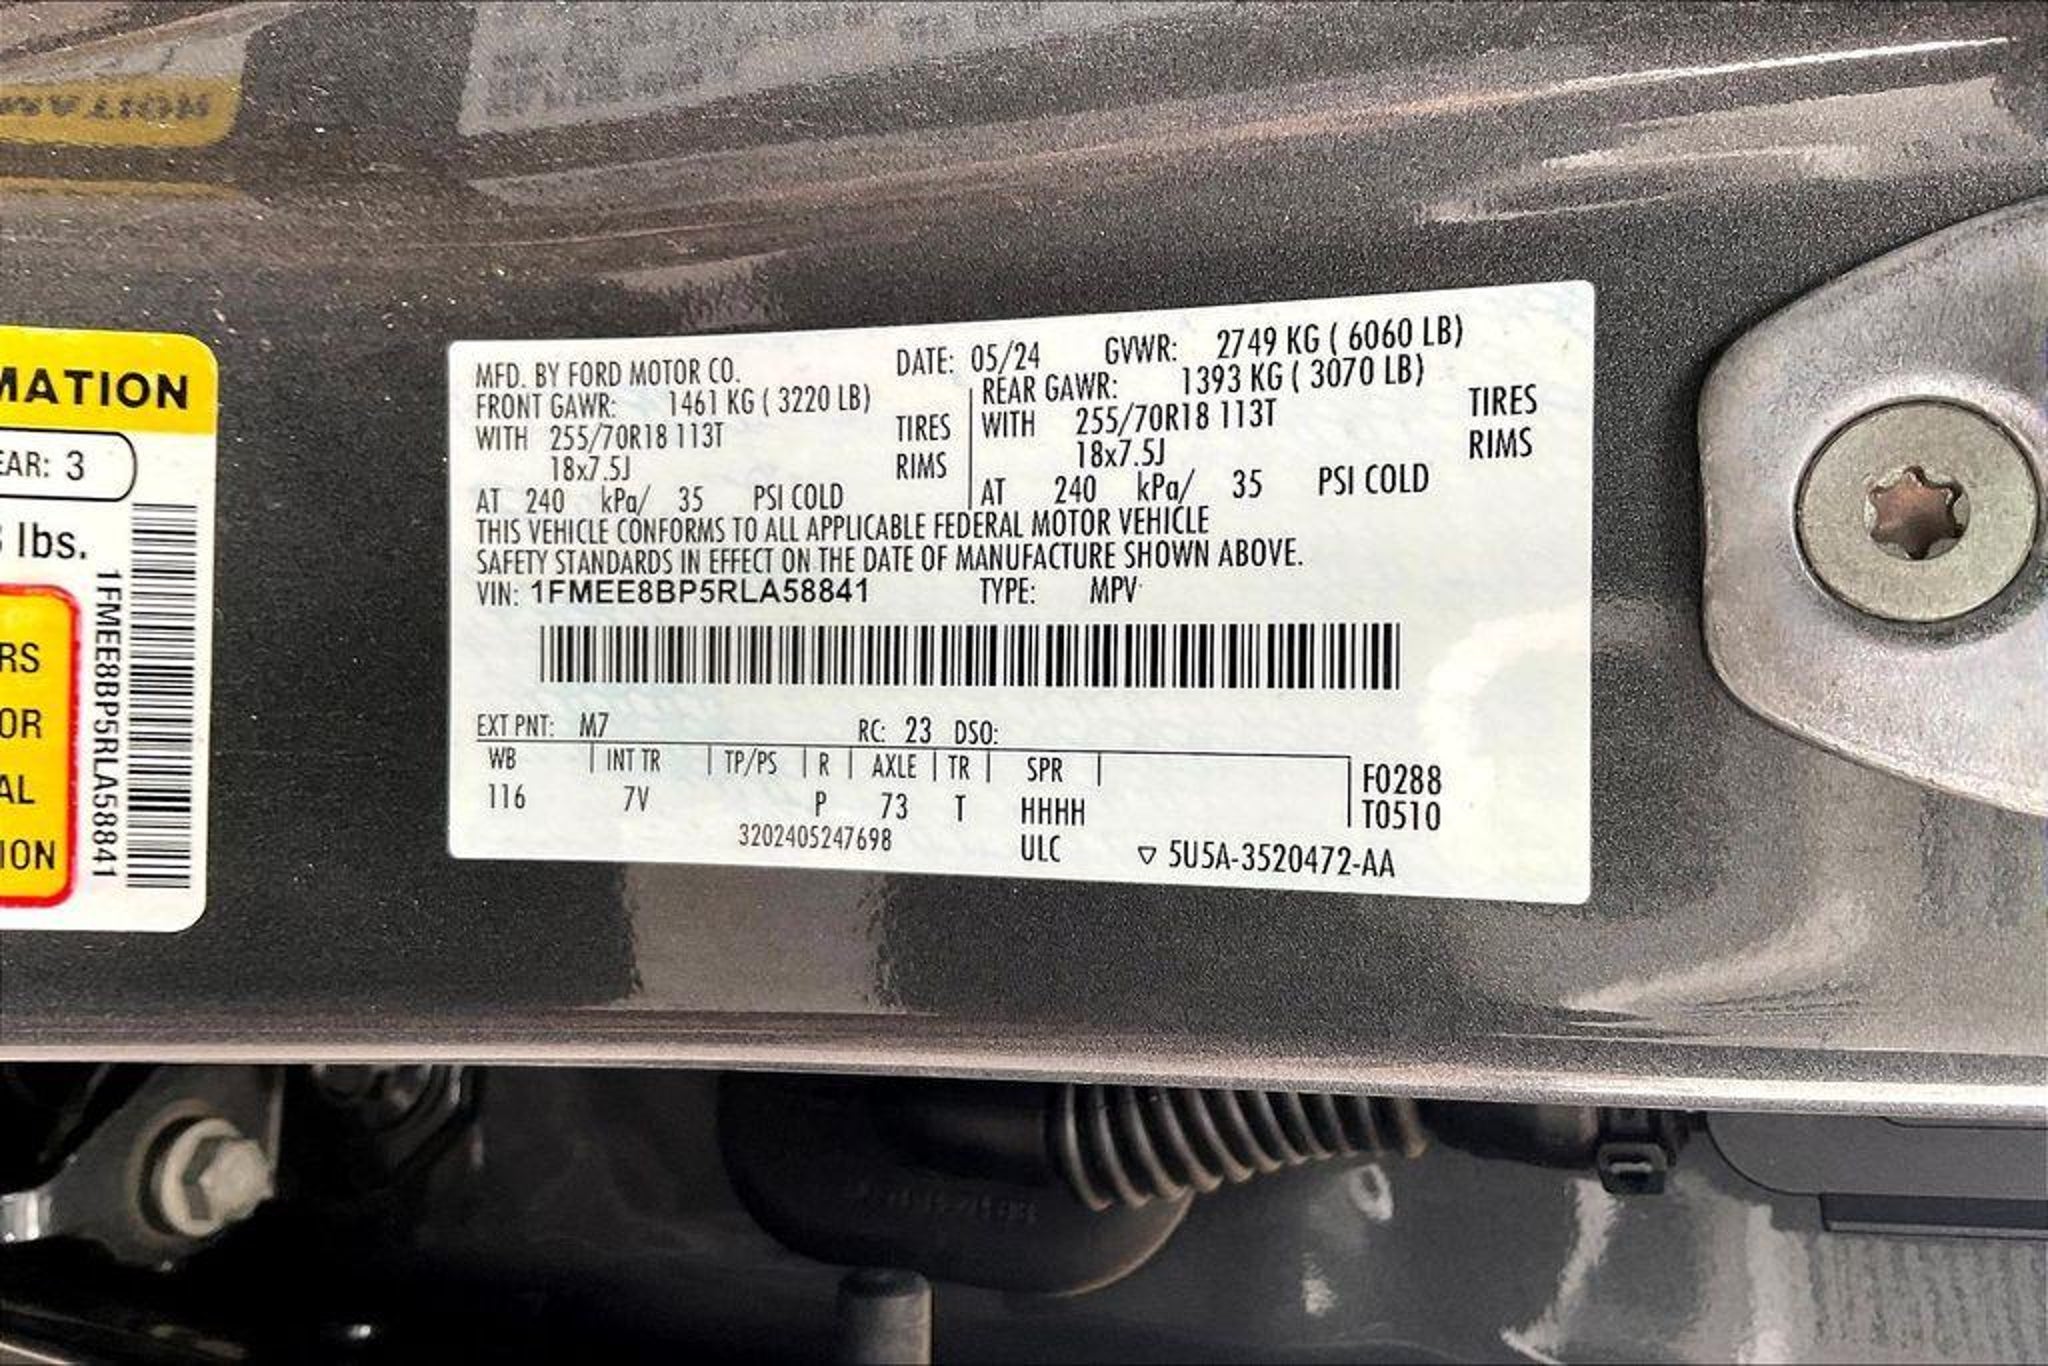 MATION
EAR: 3
lbs.
RS
OR
AL
ION
1FMEE8BP5RLA58841
MFD. BY FORD MOTOR CO. DATE: 05/24 GVWR: 2749 KG ( 6060 LB)
FRONT GAWR: 1461 KG ( 3220 LB) REAR GAWR: 1393 KG ( 3070 LB)
WITH 255/70R18 113T TIRES WITH 255/70R18 113T TIRES
18x7.5J RIMS 18x7.5J RIMS
AT 240 kPa/ 35 PSI COLD AT 240 kPa/ 35 PSI COLD
THIS VEHICLE CONFORMS TO ALL APPLICABLE FEDERAL MOTOR VEHICLE
SAFETY STANDARDS IN EFFECT ON THE DATE OF MANUFACTURE SHOWN ABOVE.
VIN: 1FMEE8BP5RLA58841 TYPE: MPV
EXT PNT: M7 RC: 23 DSO:
WB INT TR TP/PS R AXLE TR SPR F0288
116 7V P 73 T HHHH T0510
3202405247698 ULC ▽ 5U5A-3520472-AA